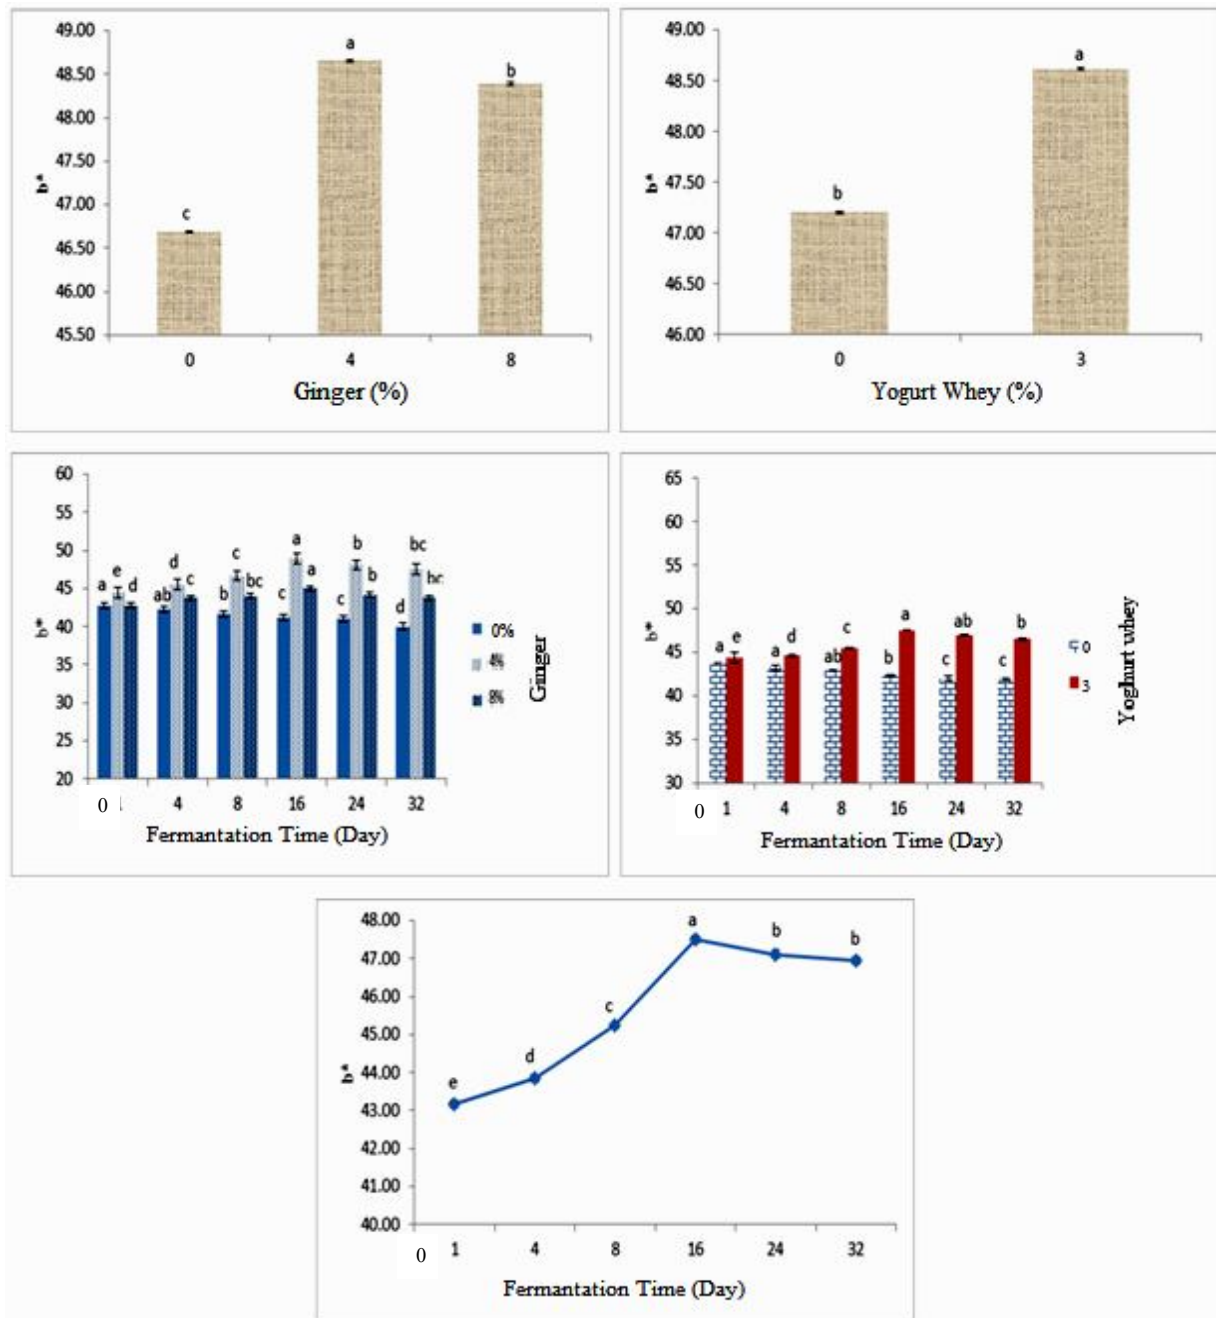 49.00
48.50
48.00
47.50
47.00
46.50
46.00
45.50
b*
c
a
b
0 4 8
Ginger (%)
49.00
48.50
48.00
47.50
47.00
46.50
46.00
b*
b
a
0 3
Yogurt Whey (%)
60
55
50
45
40
35
30
25
20
b*
a e d ab d c b c bc c a a c b b d bc bc
0 4 8 16 24 32
Fermantation Time (Day)
0%
4%
8%
Ginger
65
60
55
50
45
40
35
30
b*
a e a d ab c b a c ab c b
0 1 4 8 16 24 32
Fermantation Time (Day)
0
3
Yoghurt whey
48.00
47.00
46.00
45.00
44.00
43.00
42.00
41.00
40.00
b*
e d c a b b
0 1 4 8 16 24 32
Fermantation Time (Day)